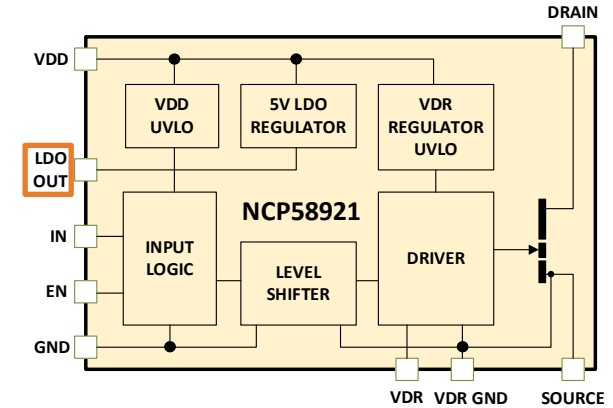 DRAIN
VDD
VDD
UVLO
5V LDO
REGULATOR
VDR
REGULATOR
UVLO
LDO
OUT
NCP58921
IN
INPUT
LOGIC
LEVEL
SHIFTER
DRIVER
EN
GND
VDR
VDR GND
SOURCE